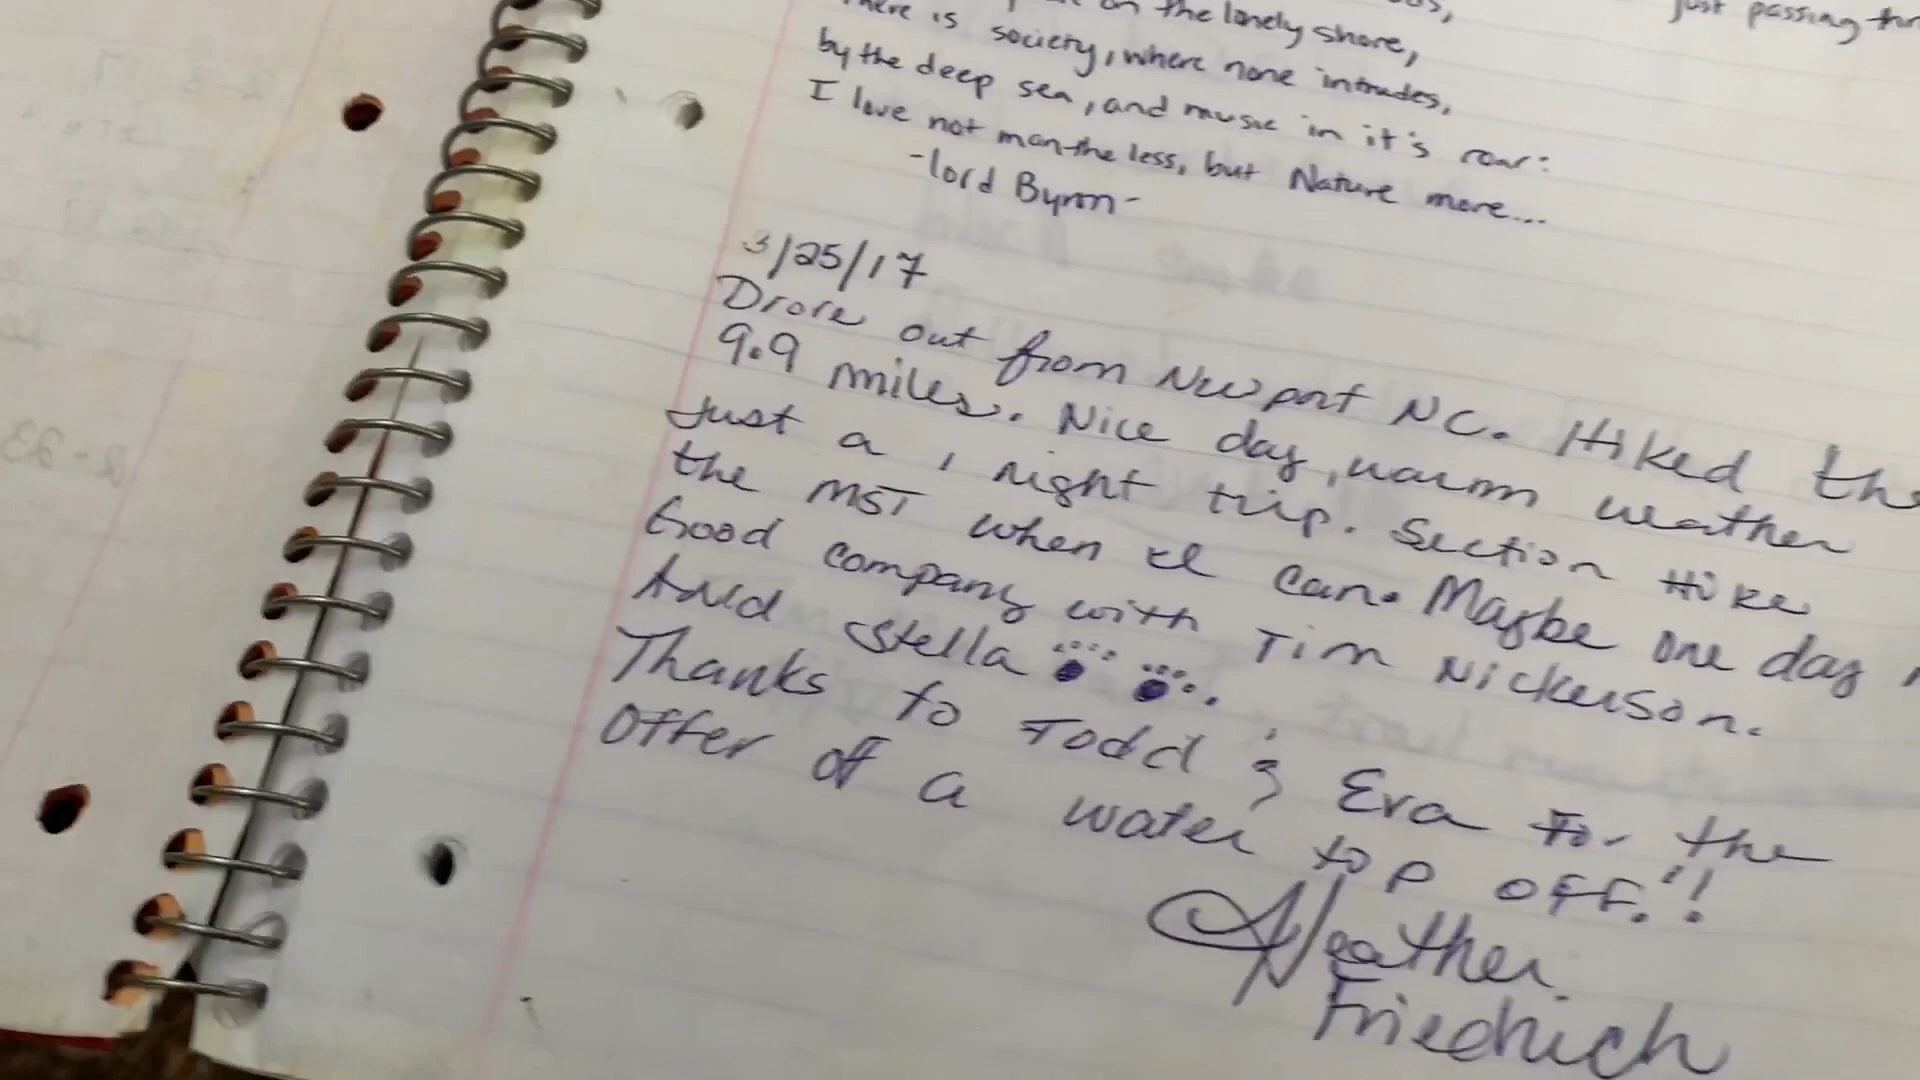 just passing
on the lonely shore,
There is society, where none intrudes,
by the deep sea, and music in it's roar:
I love not man the less, but Nature more...
-lord Byron-
3/25/17
Drove out from Newport NC. Hiked the
9.9 miles. Nice day, warm weather
Just a 1 night trip. Section Hike
the MST when I can. Maybe one day
Good company with Tim Nickerson.
And Stella
Thanks to Todd & Eva For the
Offer of a water top off.!!
Heather
Friedrich